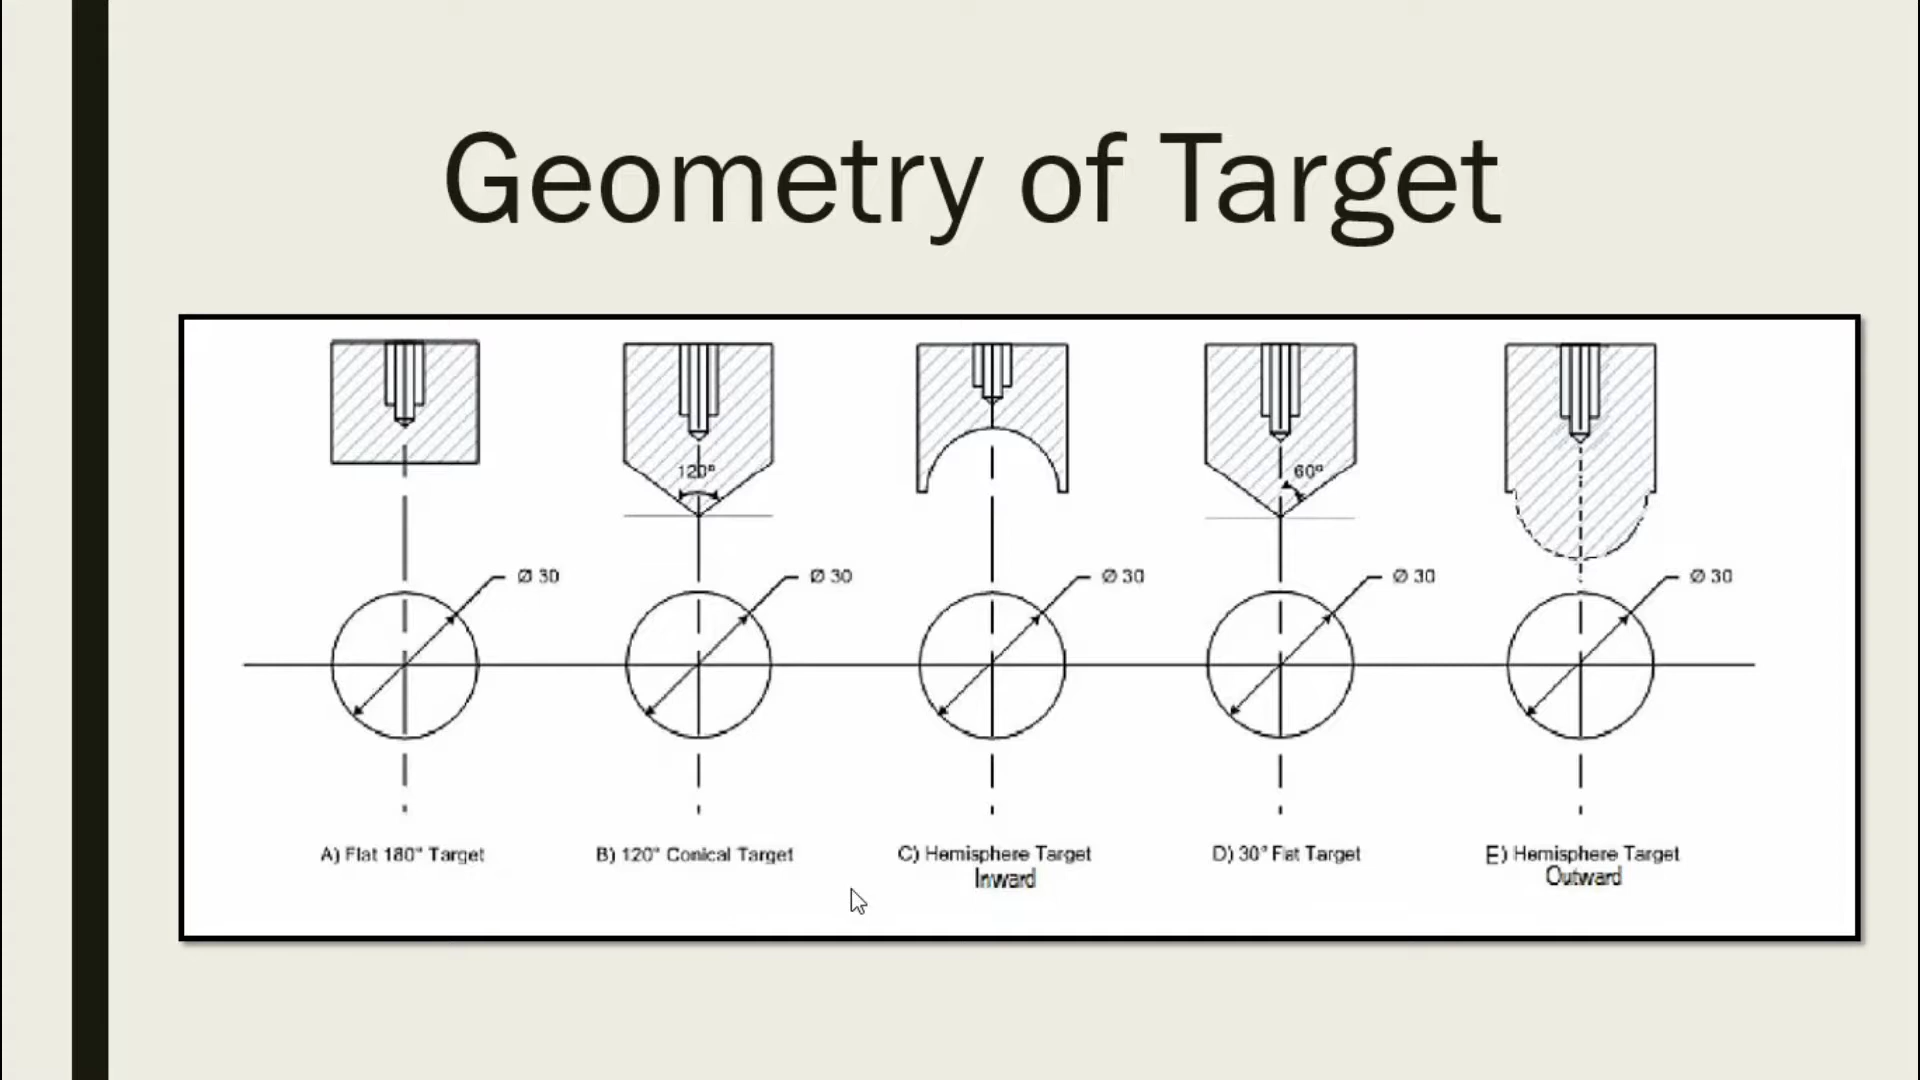 Geometry of Target
120°
60°
Ø 30
Ø 30
Ø 30
Ø 30
Ø 30
A) Flat 180° Target
B) 120° Conical Target
C) Hemisphere Target
Inward
D) 30° Flat Target
E) Hemisphere Target
Outward